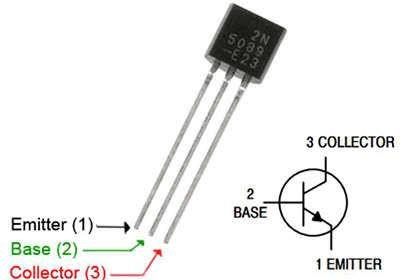 2N
5089
-E23
3 COLLECTOR
2
BASE
1 EMITTER
Emitter (1)
Base (2)
Collector (3)